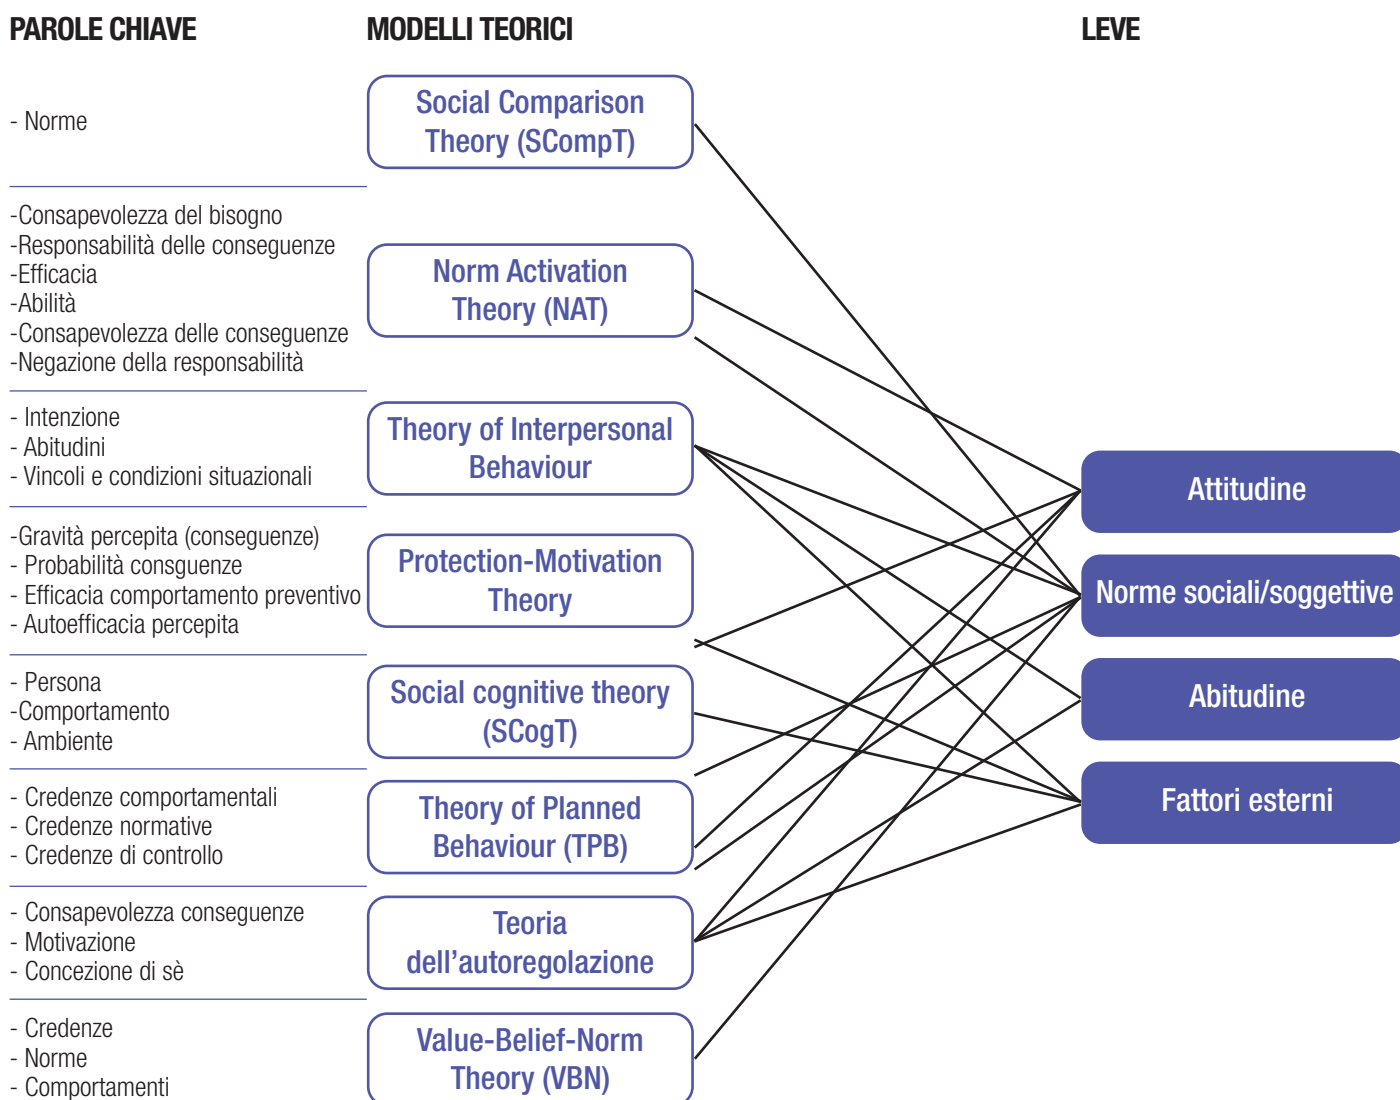 PAROLE CHIAVE
MODELLI TEORICI
LEVE
- Norme
Social Comparison
Theory (SCompT)
-Consapevolezza del bisogno
-Responsabilità delle conseguenze
-Efficacia
-Abilità
-Consapevolezza delle conseguenze
-Negazione della responsabilità
Norm Activation
Theory (NAT)
- Intenzione
- Abitudini
- Vincoli e condizioni situazionali
Theory of Interpersonal
Behaviour
-Gravità percepita (conseguenze)
- Probabilità consguenze
- Efficacia comportamento preventivo
- Autoefficacia percepita
Protection-Motivation
Theory
- Persona
-Comportamento
- Ambiente
Social cognitive theory
(SCogT)
- Credenze comportamentali
- Credenze normative
- Credenze di controllo
Theory of Planned
Behaviour (TPB)
- Consapevolezza conseguenze
- Motivazione
- Concezione di sè
Teoria
dell'autoregolazione
- Credenze
- Norme
- Comportamenti
Value-Belief-Norm
Theory (VBN)
Attitudine
Norme sociali/soggettive
Abitudine
Fattori esterni